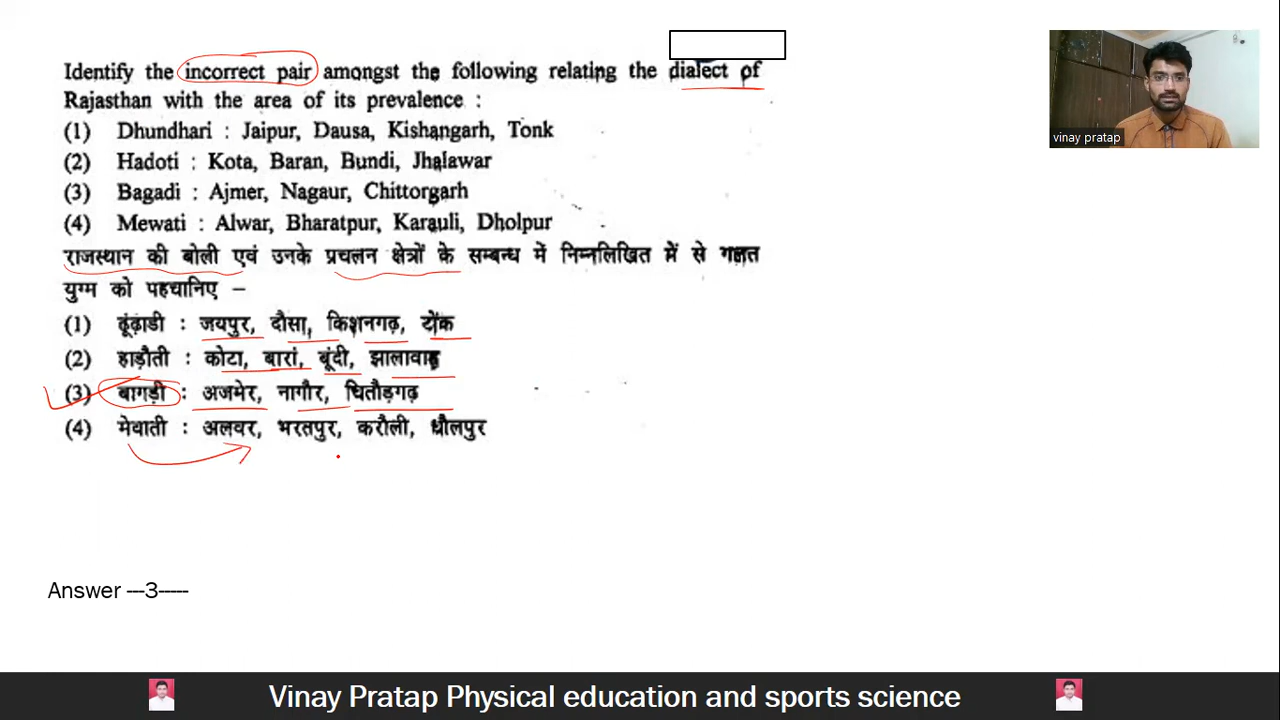 Identify the incorrect pair amongst the following relating the dialect of
Rajasthan with the area of its prevalence :
(1) Dhundhari : Jaipur, Dausa, Kishangarh, Tonk
(2) Hadoti : Kota, Baran, Bundi, Jhalawar
(3) Bagadi : Ajmer, Nagaur, Chittorgarh
(4) Mewati : Alwar, Bharatpur, Karauli, Dholpur
राजस्थान की बोली एवं उनके प्रचलन क्षेत्रों के सम्बन्ध में निम्नलिखित में से गलत
युग्म को पहचानिए –
(1) ढूंढ़ाडी : जयपुर, दौसा, किशनगढ़, टोंक
(2) हाड़ौती : कोटा, बारां, बूंदी, झालावाड़
(3) बागड़ी : अजमेर, नागौर, चितौड़गढ़
(4) मेवाती : अलवर, भरतपुर, करौली, धौलपुर
Answer ---3-----
vinay pratap
Vinay Pratap Physical education and sports science